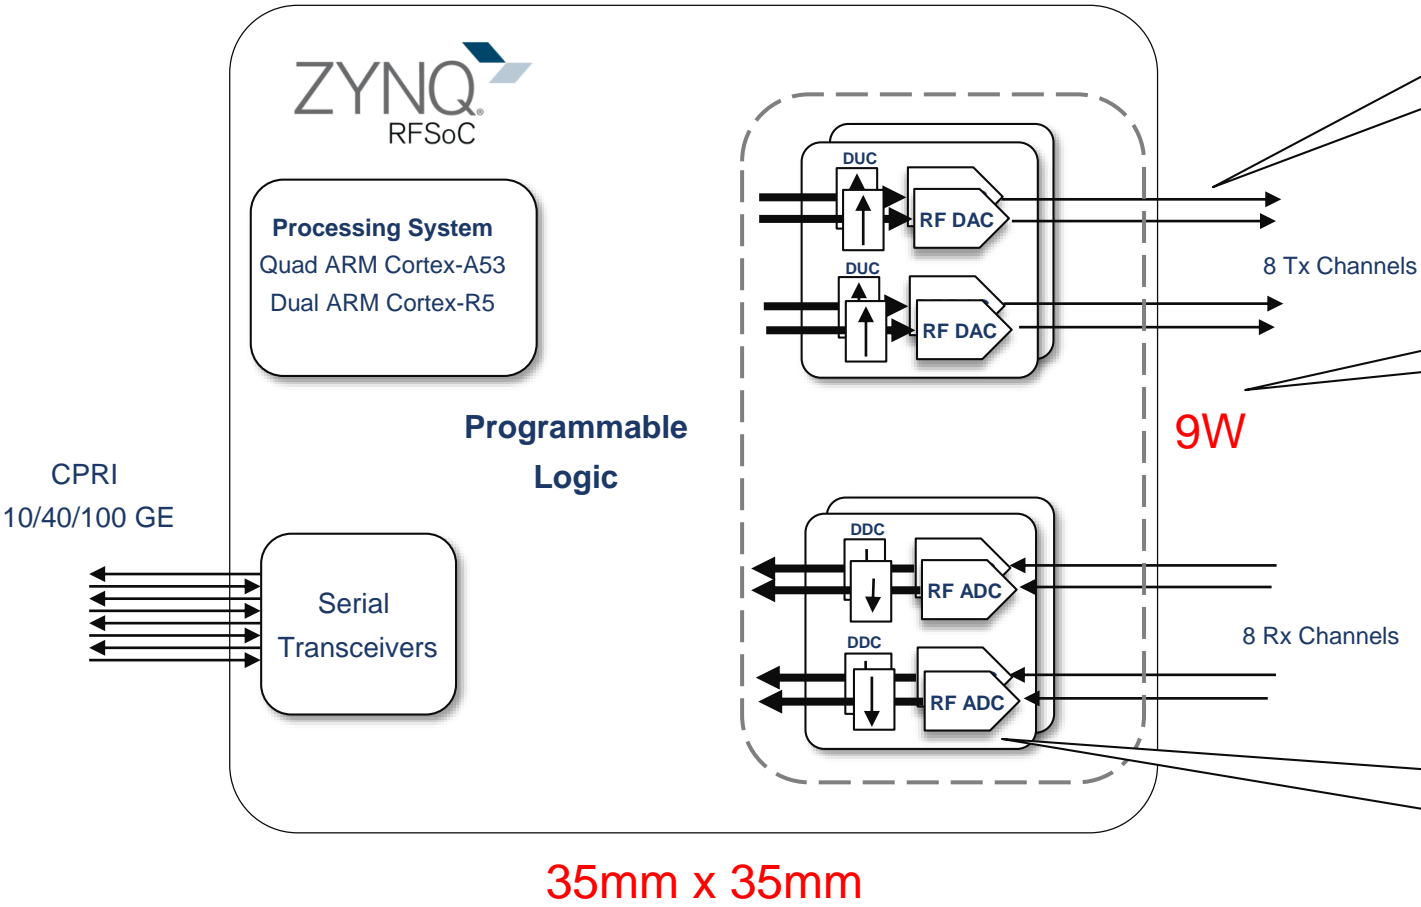 ZYNQ®
RFSoC
Processing System
Quad ARM Cortex-A53
Dual ARM Cortex-R5
DUC
RF DAC
DUC
RF DAC
8 Tx Channels
Programmable
Logic
9W
CPRI
10/40/100 GE
Serial
Transceivers
DDC
RF ADC
DDC
RF ADC
8 Rx Channels
35mm x 35mm